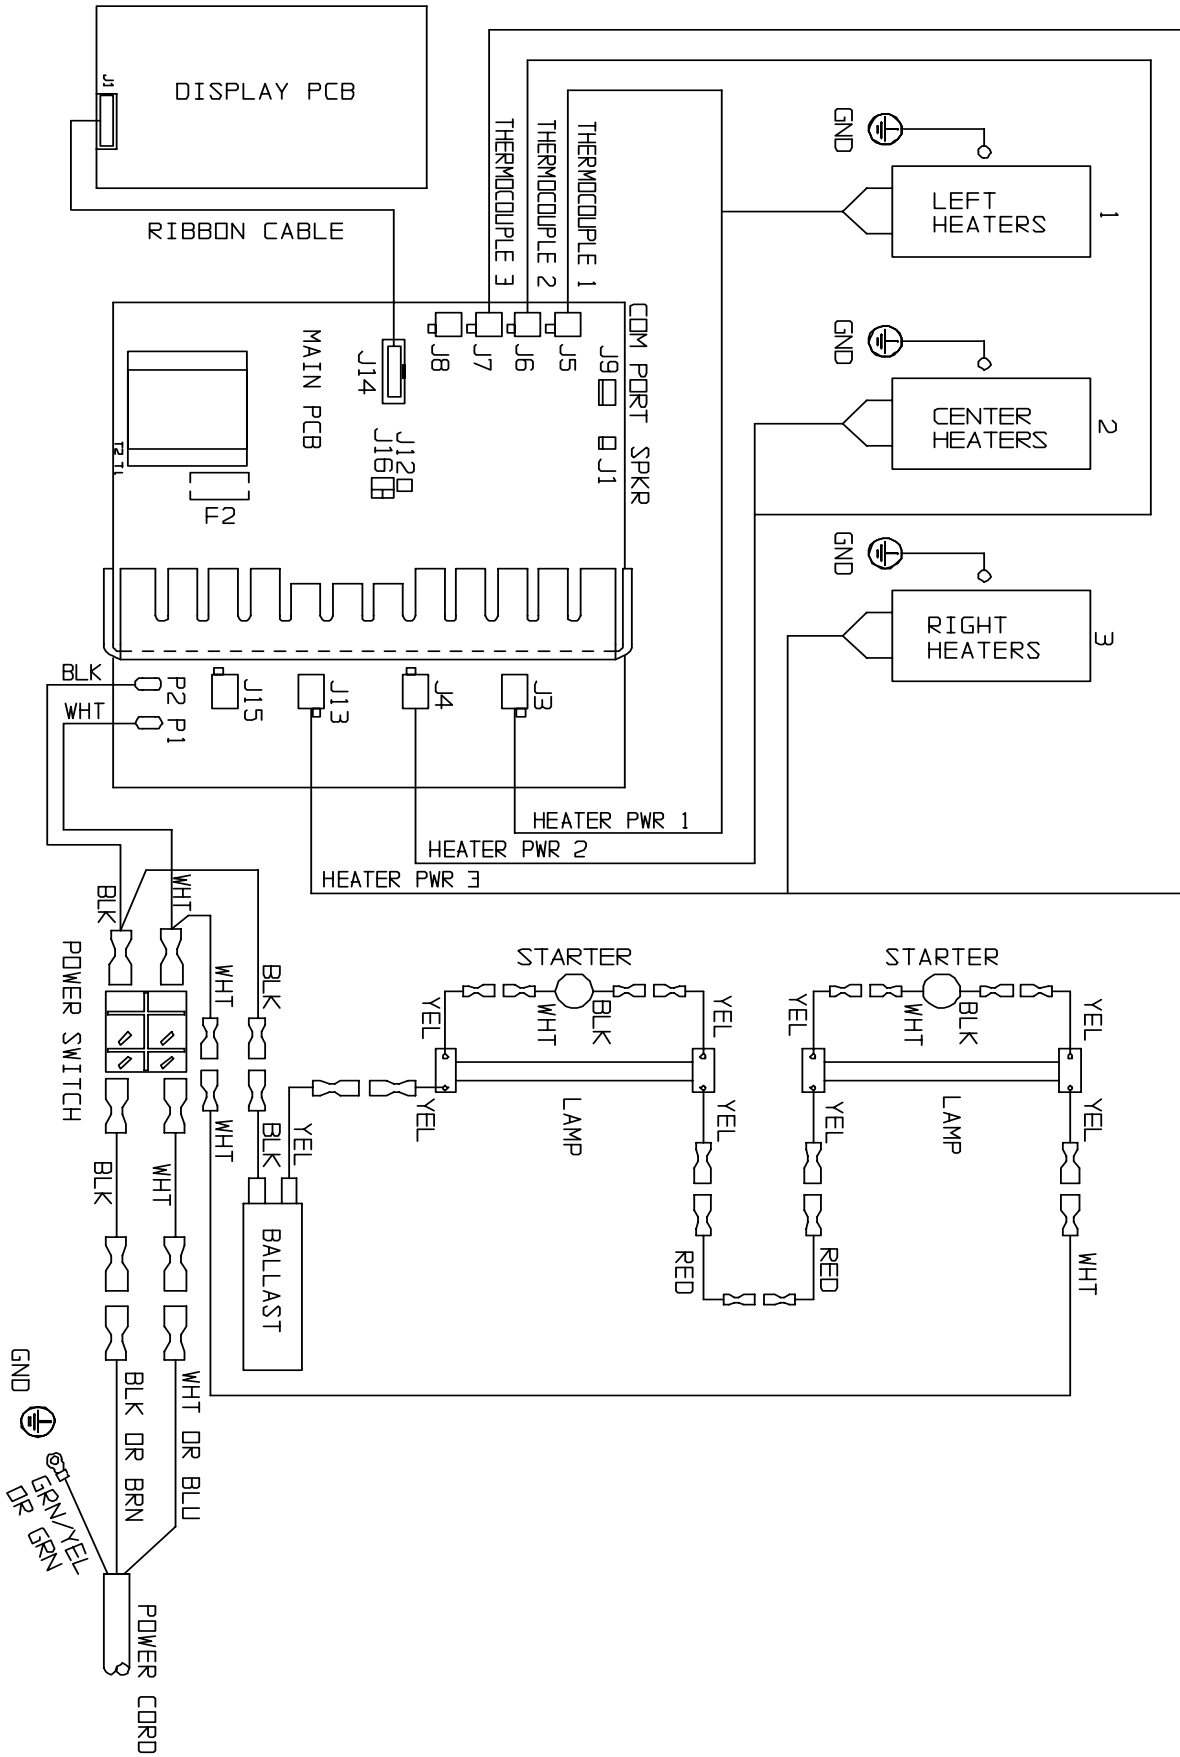 J1
DISPLAY PCB
RIBBON CABLE
THERMOCOUPLE 3
THERMOCOUPLE 2
THERMOCOUPLE 1
GND
LEFT
HEATERS
1
GND
CENTER
HEATERS
2
GND
RIGHT
HEATERS
3
COM PORT
SPKR
MAIN PCB
J14
J8
J7
J6
J5
J9
J1
J16
J12
T2 T1
F2
BLK
WHT
P2
P1
J15
J13
J4
J3
HEATER PWR 1
HEATER PWR 2
HEATER PWR 3
BLK
WHT
POWER SWITCH
WHT
BLK
WHT
BLK
YEL
STARTER
YEL
WHT
BLK
YEL
YEL
LAMP
YEL
STARTER
YEL
WHT
BLK
YEL
YEL
LAMP
YEL
BLK
WHT
BALLAST
RED
RED
WHT
GND
BLK OR BRN
WHT OR BLU
GRN/YEL
OR GRN
POWER CORD